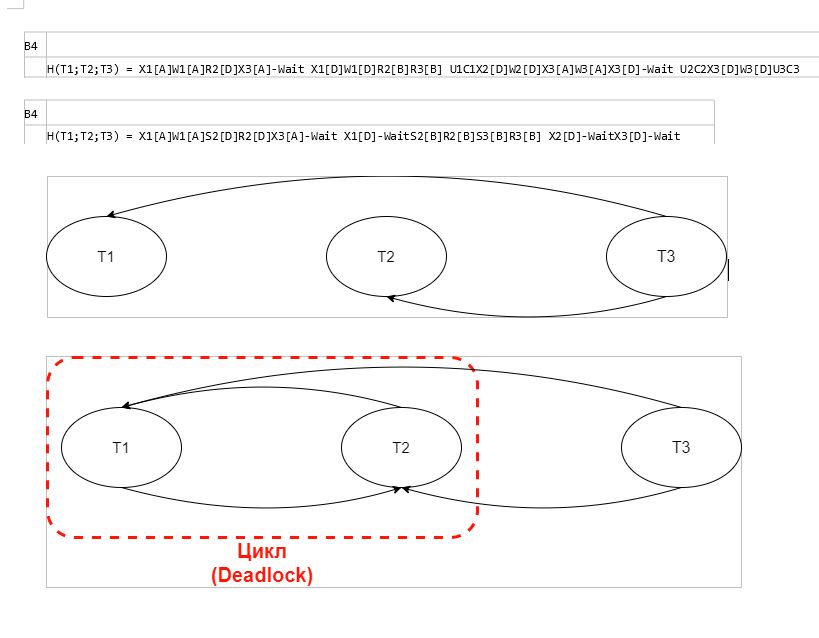 B4
H(T1;T2;T3) = X1[A]W1[A]R2[D]X3[A]-Wait X1[D]W1[D]R2[B]R3[B] U1C1X2[D]W2[D]X3[A]W3[A]X3[D]-Wait U2C2X3[D]W3[D]U3C3
B4
H(T1;T2;T3) = X1[A]W1[A]S2[D]R2[D]X3[A]-Wait X1[D]-WaitS2[B]R2[B]S3[B]R3[B] X2[D]-WaitX3[D]-Wait
T1 T2 T3
T1 T2 T3
Цикл
(Deadlock)